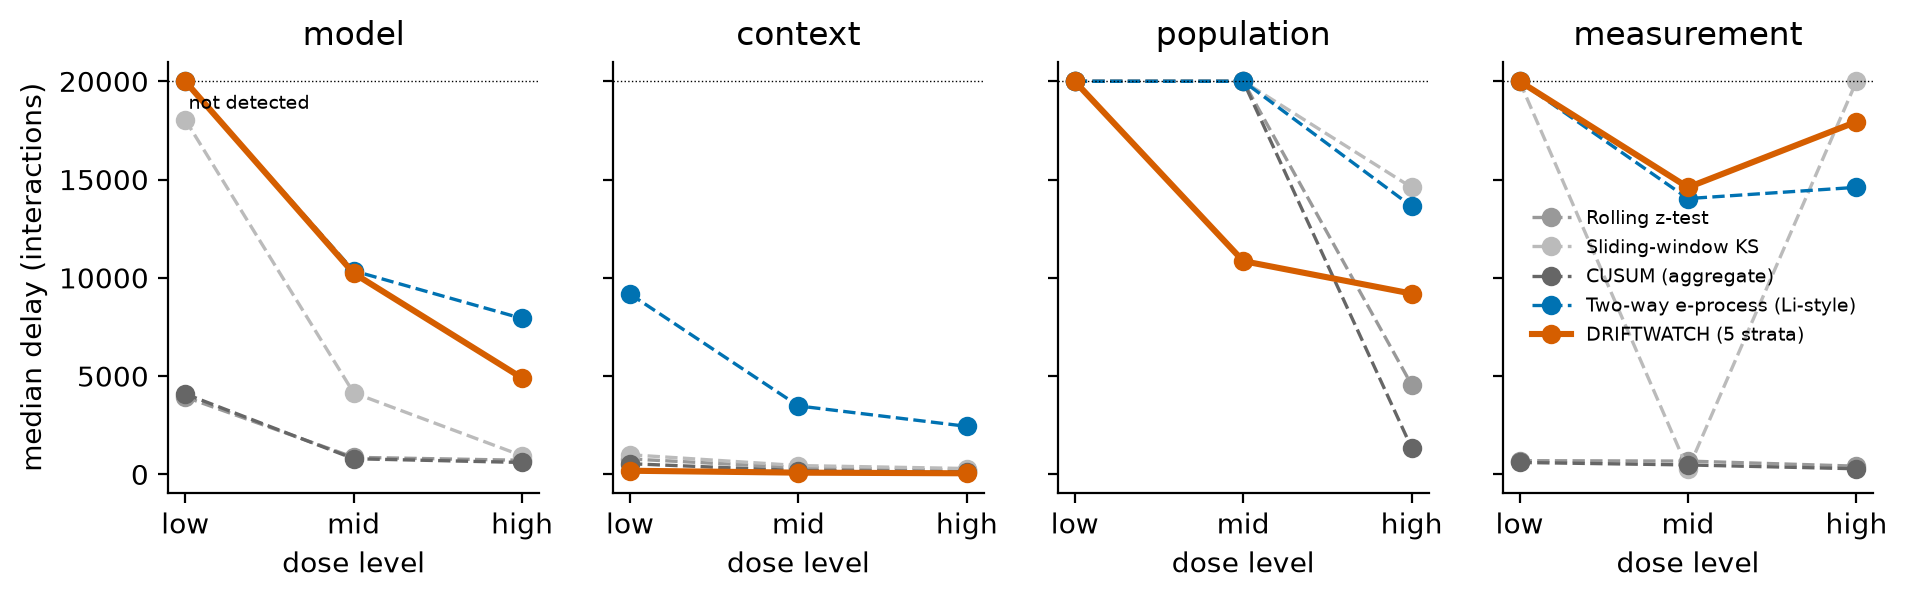 model
context
population
measurement
median delay (interactions)
20000
15000
10000
5000
0
not detected
low
mid
high
dose level
low
mid
high
dose level
low
mid
high
dose level
Rolling z-test
Sliding-window KS
CUSUM (aggregate)
Two-way e-process (Li-style)
DRIFTWATCH (5 strata)
low
mid
high
dose level